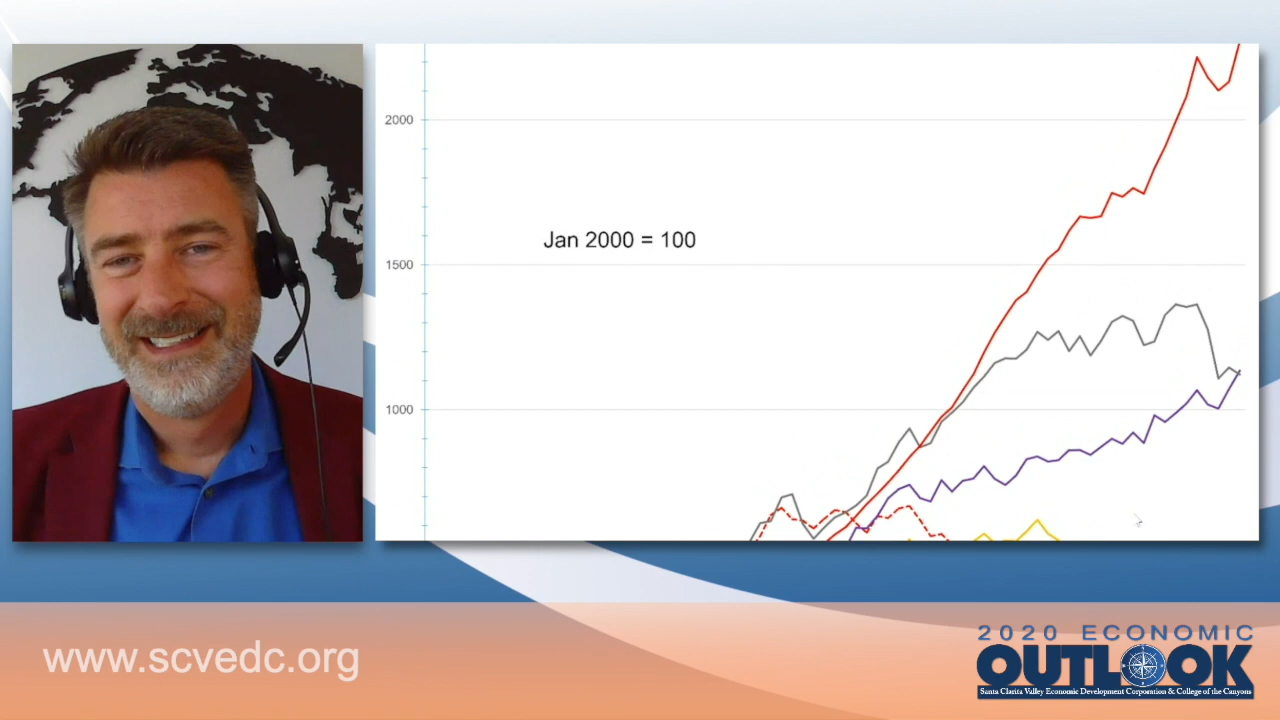 2000
Jan 2000 = 100
1500
1000
www.scvedc.org
2020 ECONOMIC
OUTLOOK
Santa Clarita Valley Economic Development Corporation & College of the Canyons